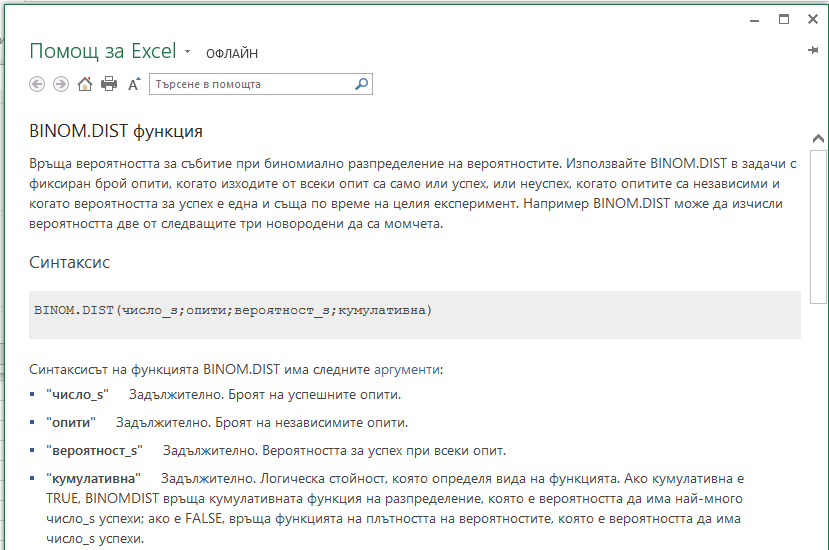 Помощ за Excel ОФЛАЙН
A
Търсене в помощта
BINOM.DIST функция
Връща вероятността за събитие при биномиално разпределение на вероятностите. Използвайте BINOM.DIST в задачи с
фиксиран брой опити, когато изходите от всеки опит са само или успех, или неуспех, когато опитите са независими и
когато вероятността за успех е една и съща по време на целия експеримент. Например BINOM.DIST може да изчисли
вероятността две от следващите три новородени да са момчета.
Синтаксис
BINOM.DIST(число_s;опити;вероятност_s;кумулативна)
Синтаксисът на функцията BINOM.DIST има следните аргументи:
"число_s" Задължително. Броят на успешните опити.
"опити" Задължително. Броят на независимите опити.
"вероятност_s" Задължително. Вероятността за успех при всеки опит.
"кумулативна" Задължително. Логическа стойност, която определя вида на функцията. Ако кумулативна е
TRUE, BINOMDIST връща кумулативната функция на разпределение, която е вероятността да има най-много
число_s успехи; ако е FALSE, връща функцията на плътността на вероятностите, която е вероятността да има
число_s успехи.